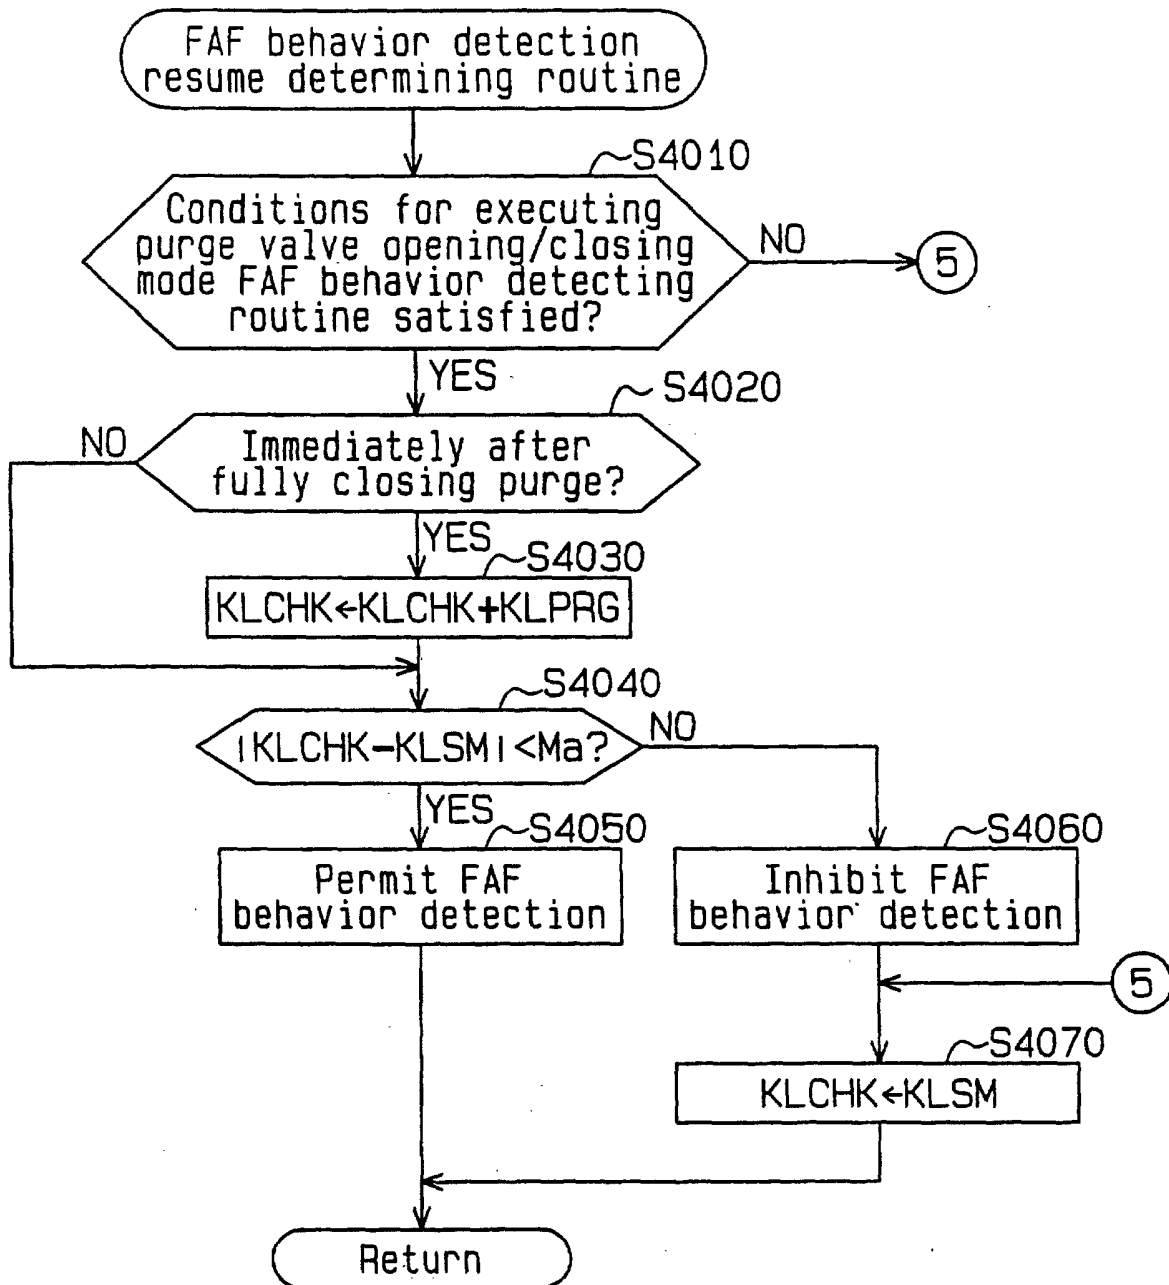 FAF behavior detection
resume determining routine
S4010
Conditions for executing
purge valve opening/closing
mode FAF behavior detecting
routine satisfied?
NO
5
YES
S4020
NO
Immediately after
fully closing purge?
YES
S4030
KLCHK←KLCHK+KLPRG
S4040
|KLCHK-KLSM|<Ma?
NO
YES
S4050
S4060
Permit FAF
behavior detection
Inhibit FAF
behavior detection
5
S4070
KLCHK←KLSM
Return